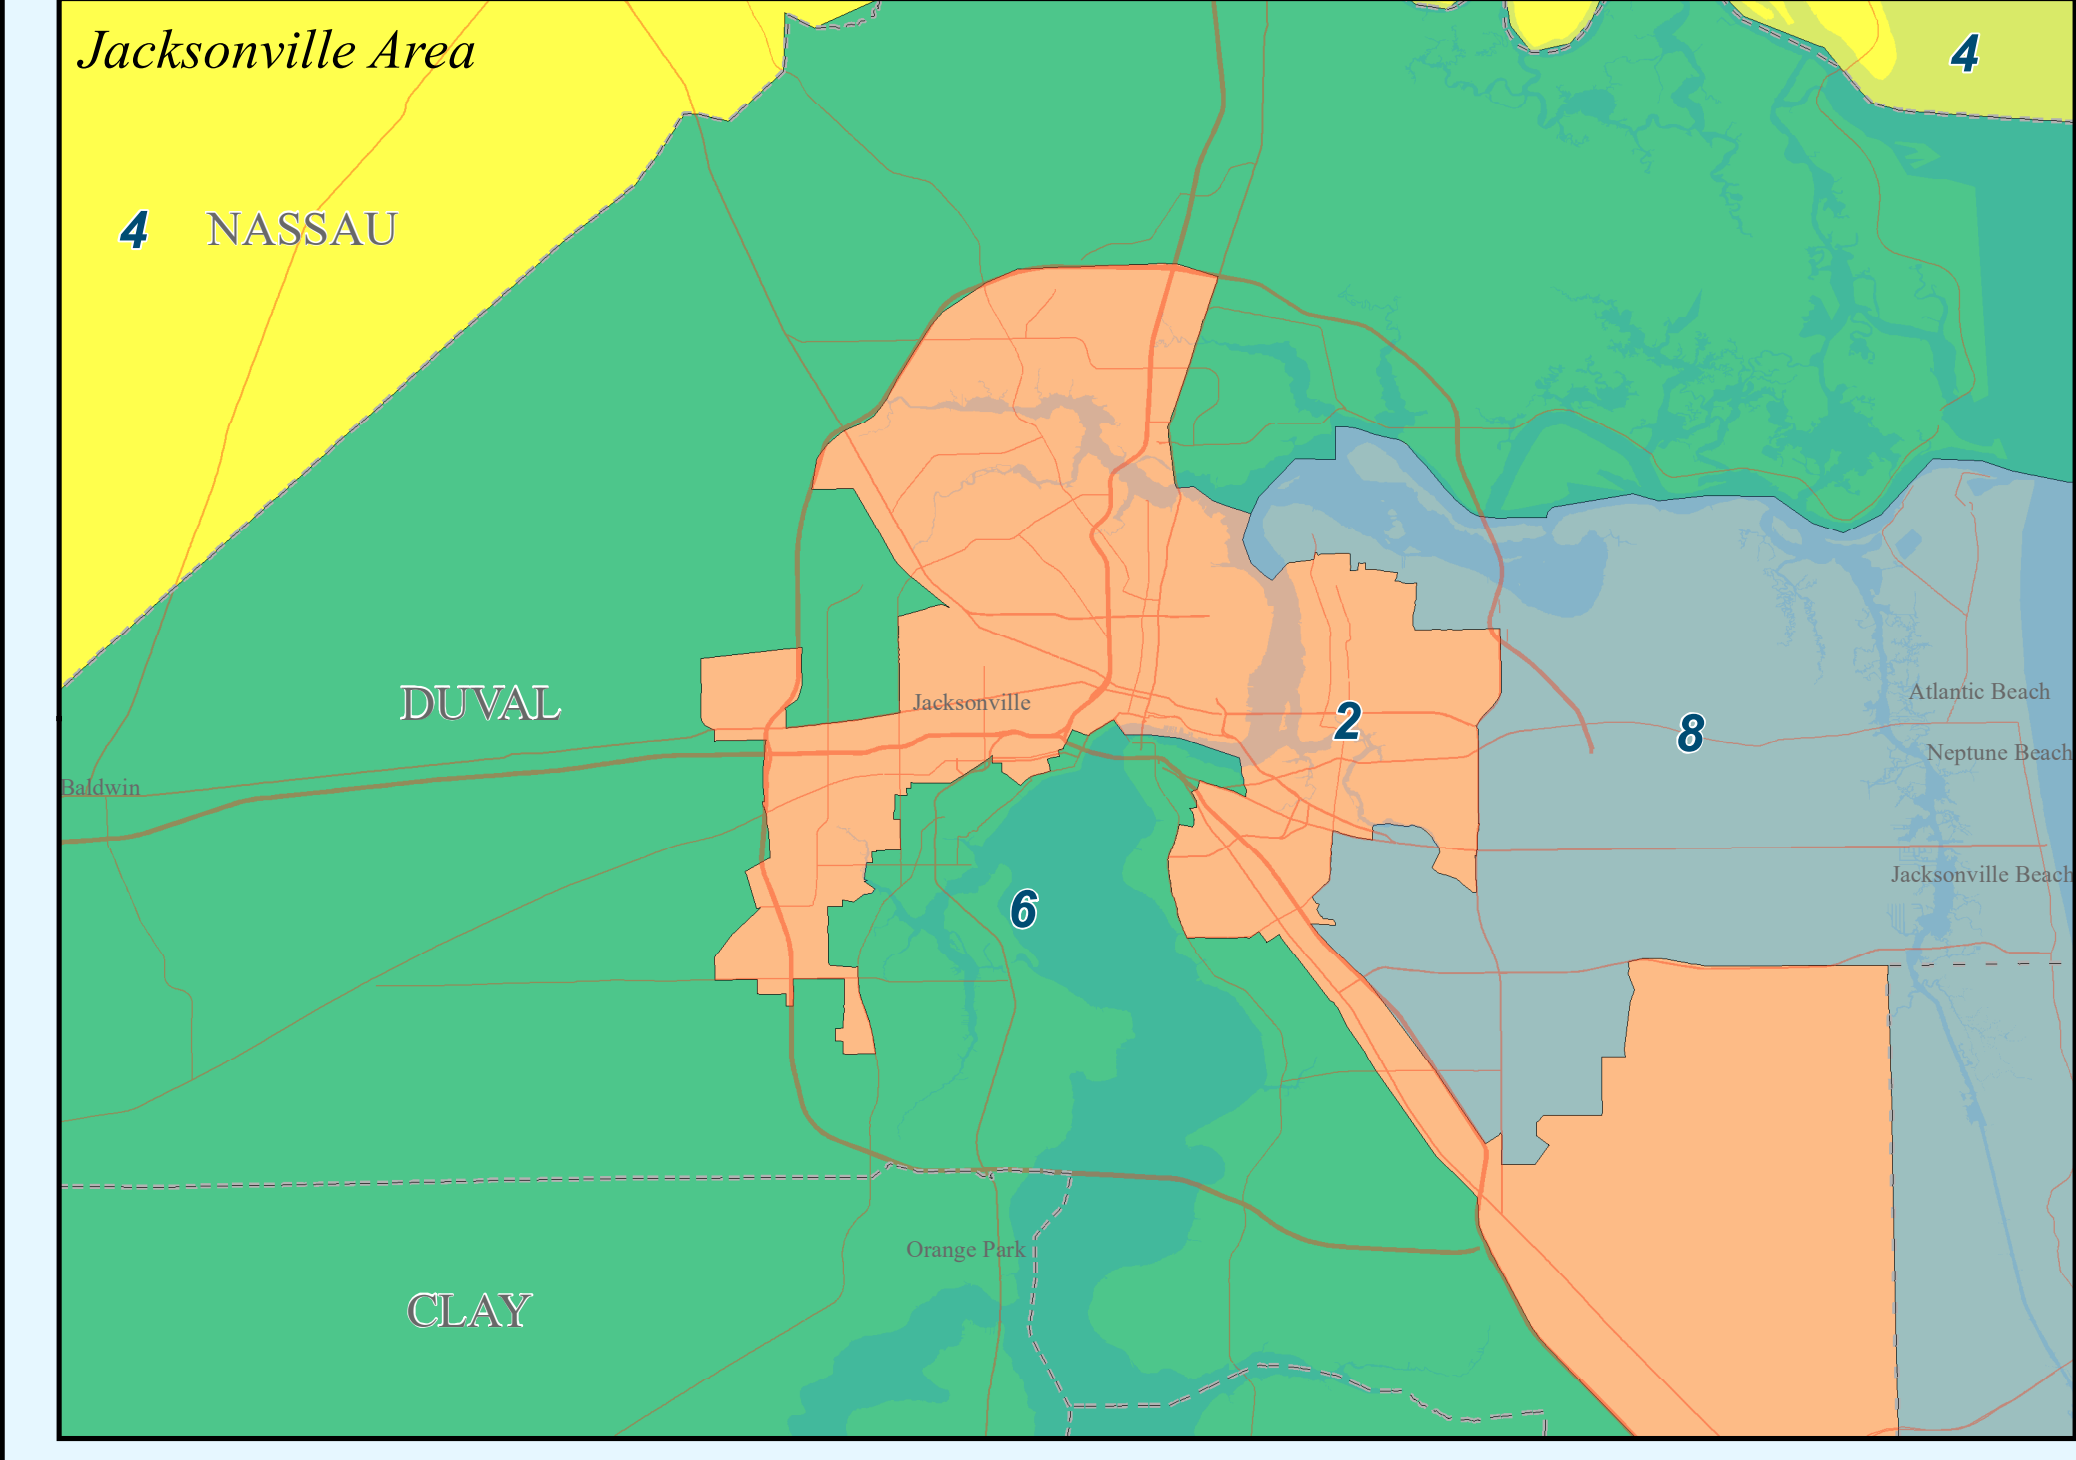 Jacksonville Area
4
4
NASSAU
DUVAL
Jacksonville
Atlantic Beach
2
8
Neptune Beach
Baldwin
Jacksonville Beach
6
Orange Park
CLAY